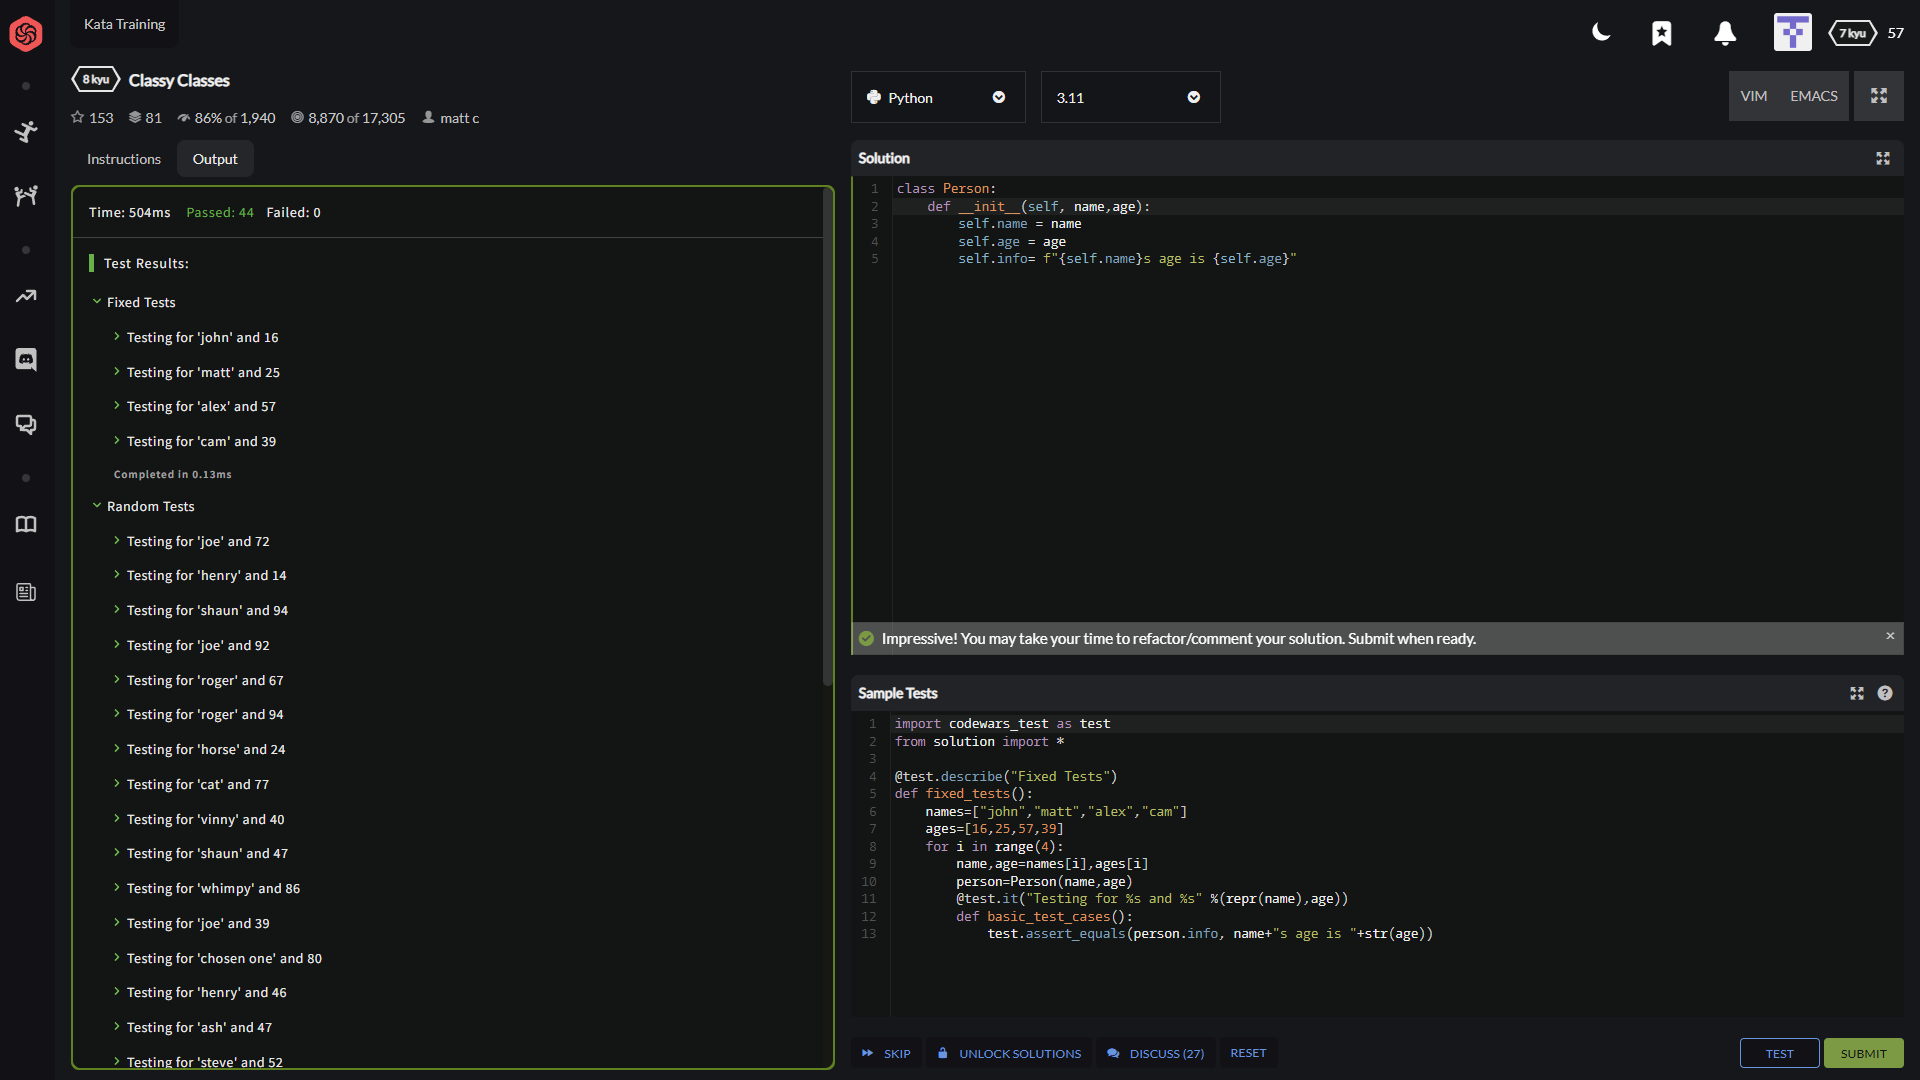 Kata Training
7 kyu
57
8 kyu
Classy Classes
153
81
86% of 1,940
8,870 of 17,305
matt c
Instructions
Output
Time: 504ms
Passed: 44
Failed: 0
Test Results:
Fixed Tests
Testing for 'john' and 16
Testing for 'matt' and 25
Testing for 'alex' and 57
Testing for 'cam' and 39
Completed in 0.13ms
Random Tests
Testing for 'joe' and 72
Testing for 'henry' and 14
Testing for 'shaun' and 94
Testing for 'joe' and 92
Testing for 'roger' and 67
Testing for 'roger' and 94
Testing for 'horse' and 24
Testing for 'cat' and 77
Testing for 'vinny' and 40
Testing for 'shaun' and 47
Testing for 'whimpy' and 86
Testing for 'joe' and 39
Testing for 'chosen one' and 80
Testing for 'henry' and 46
Testing for 'ash' and 47
Testing for 'steve' and 52
Python
3.11
VIM
EMACS
Solution
1 class Person:
2     def __init__(self, name,age):
3         self.name = name
4         self.age = age
5         self.info= f"{self.name}s age is {self.age}"
Impressive! You may take your time to refactor/comment your solution. Submit when ready.
×
Sample Tests
?
1 import codewars_test as test
2 from solution import *
3
4 @test.describe("Fixed Tests")
5 def fixed_tests():
6     names=["john","matt","alex","cam"]
7     ages=[16,25,57,39]
8     for i in range(4):
9         name,age=names[i],ages[i]
10         person=Person(name,age)
11         @test.it("Testing for %s and %s" %(repr(name),age))
12         def basic_test_cases():
13             test.assert_equals(person.info, name+"s age is "+str(age))
SKIP
UNLOCK SOLUTIONS
DISCUSS (27)
RESET
TEST
SUBMIT